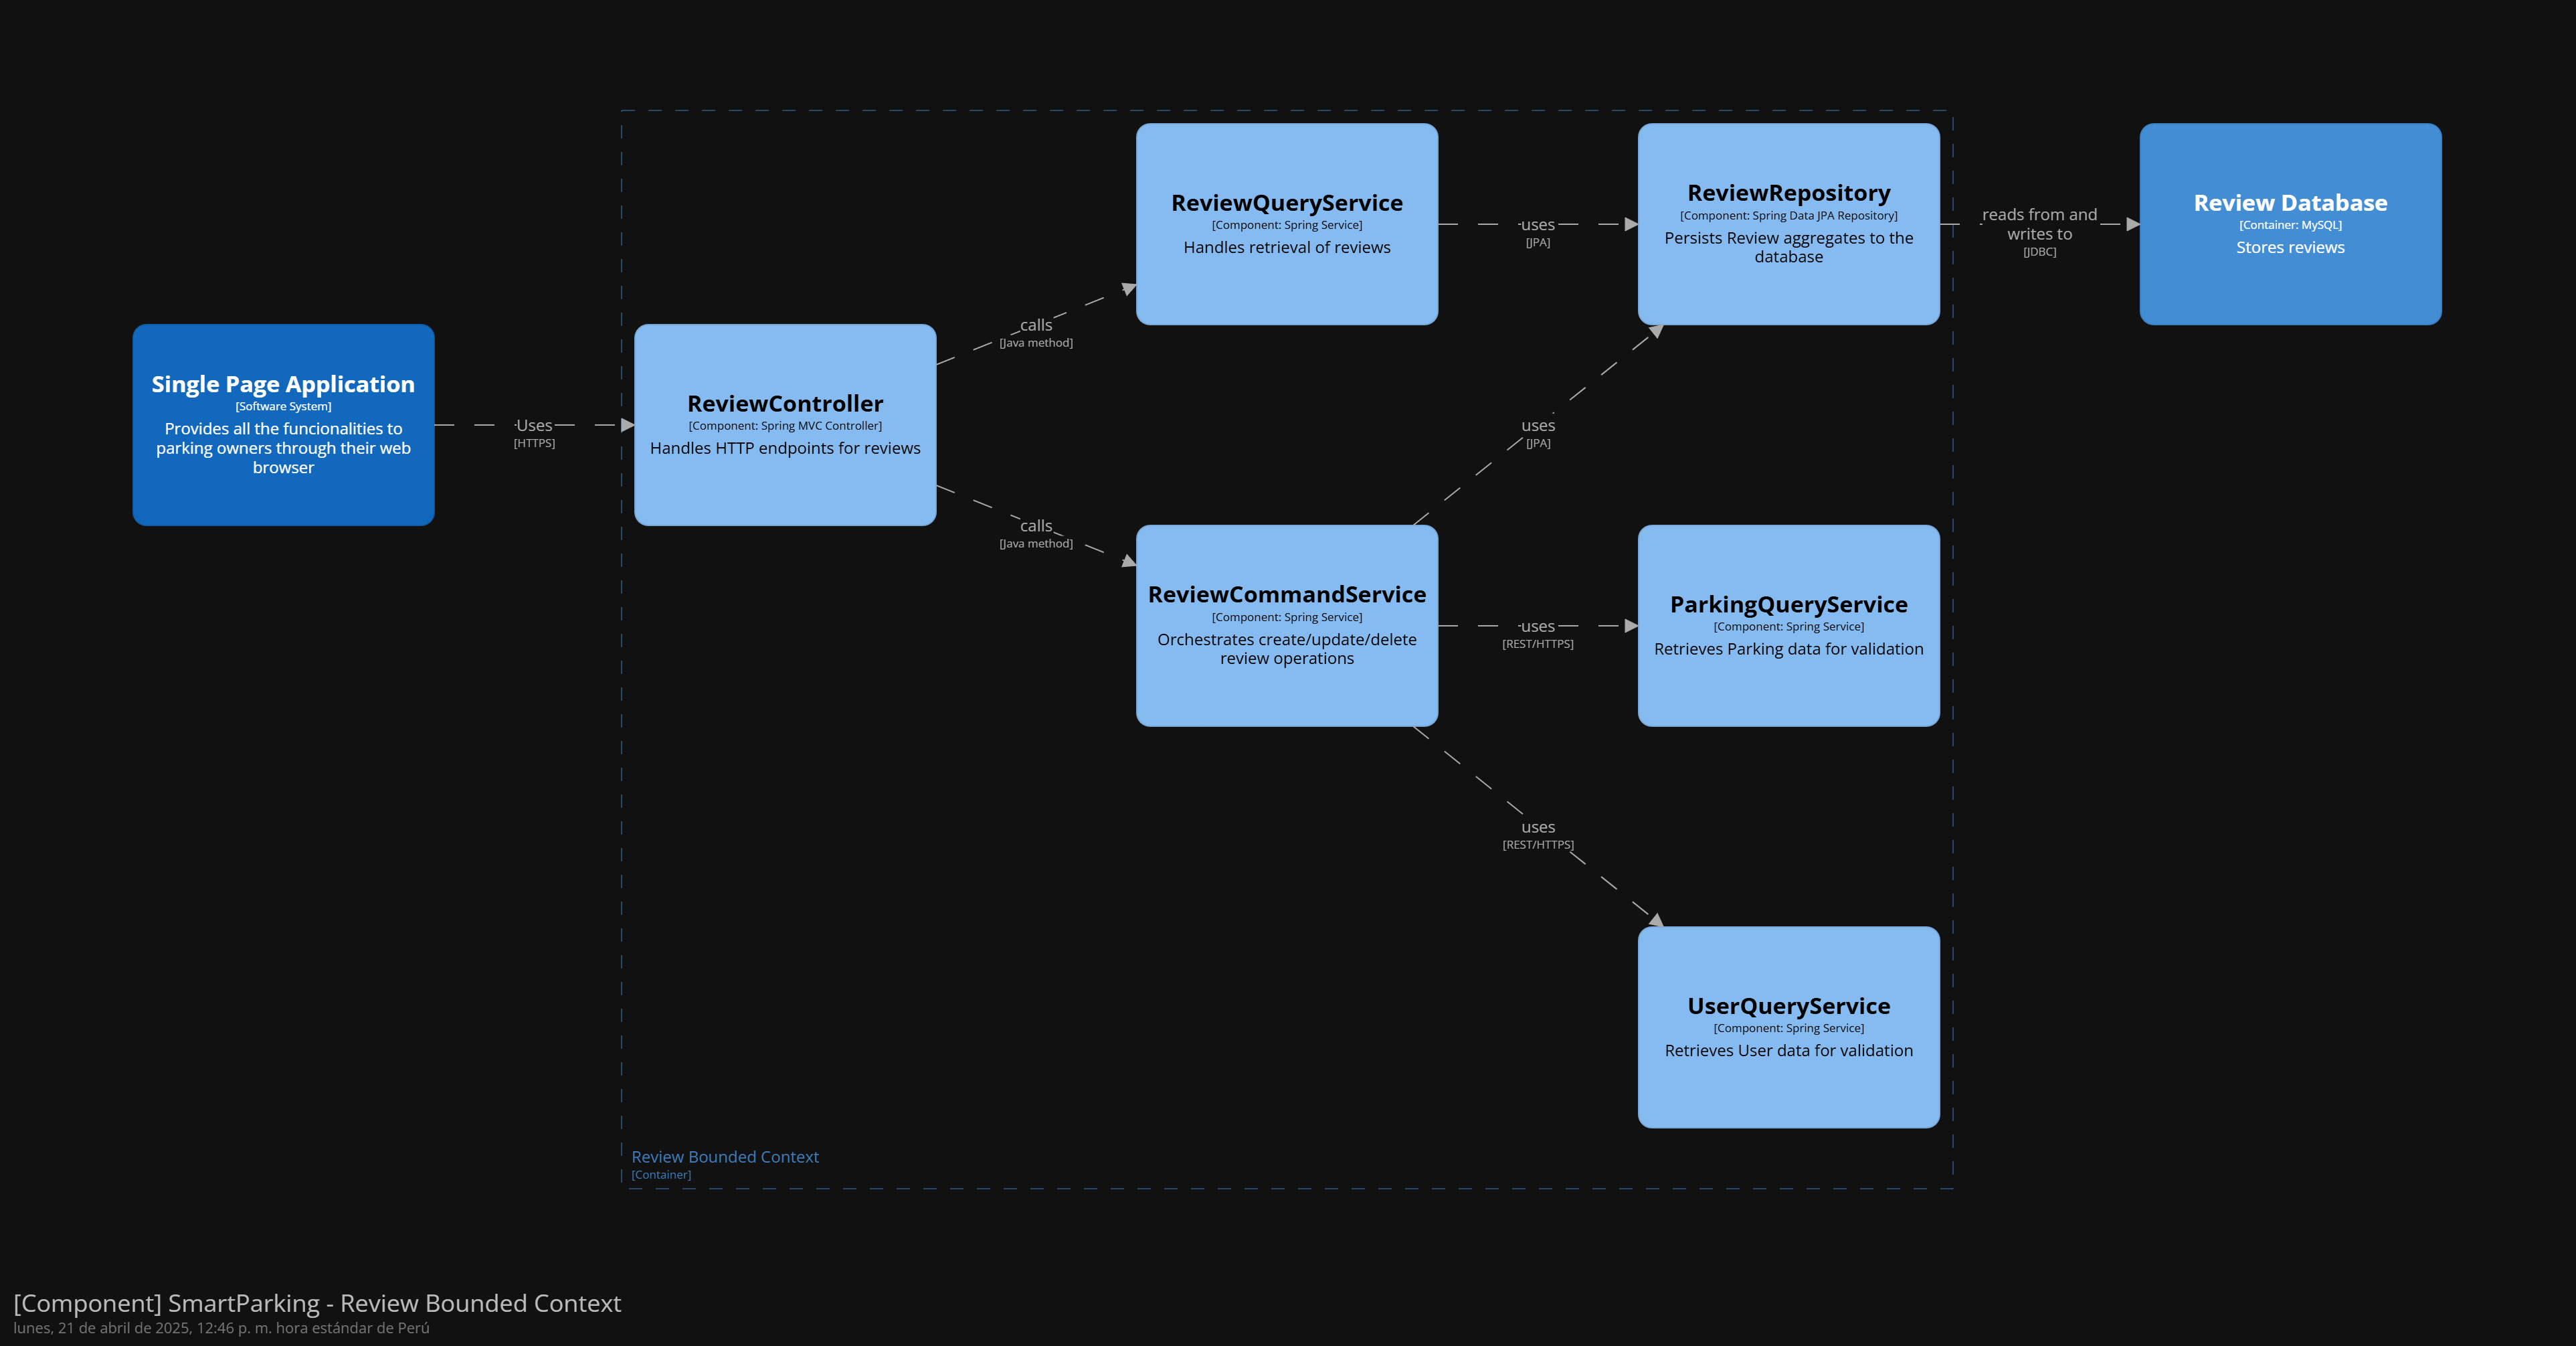 ReviewQueryService
[Component: Spring Service]
Handles retrieval of reviews
uses
[JPA]
ReviewRepository
[Component: Spring Data JPA Repository]
Persists Review aggregates to the
database
reads from and
writes to
[JDBC]
Review Database
[Container: MySQL]
Stores reviews
Single Page Application
[Software System]
Provides all the funcionalities to
parking owners through their web
browser
Uses
[HTTPS]
ReviewController
[Component: Spring MVC Controller]
Handles HTTP endpoints for reviews
calls
[Java method]
calls
[Java method]
uses
[JPA]
ReviewCommandService
[Component: Spring Service]
Orchestrates create/update/delete
review operations
uses
[REST/HTTPS]
ParkingQueryService
[Component: Spring Service]
Retrieves Parking data for validation
uses
[REST/HTTPS]
UserQueryService
[Component: Spring Service]
Retrieves User data for validation
Review Bounded Context
[Container]
[Component] SmartParking - Review Bounded Context
lunes, 21 de abril de 2025, 12:46 p. m. hora estándar de Perú